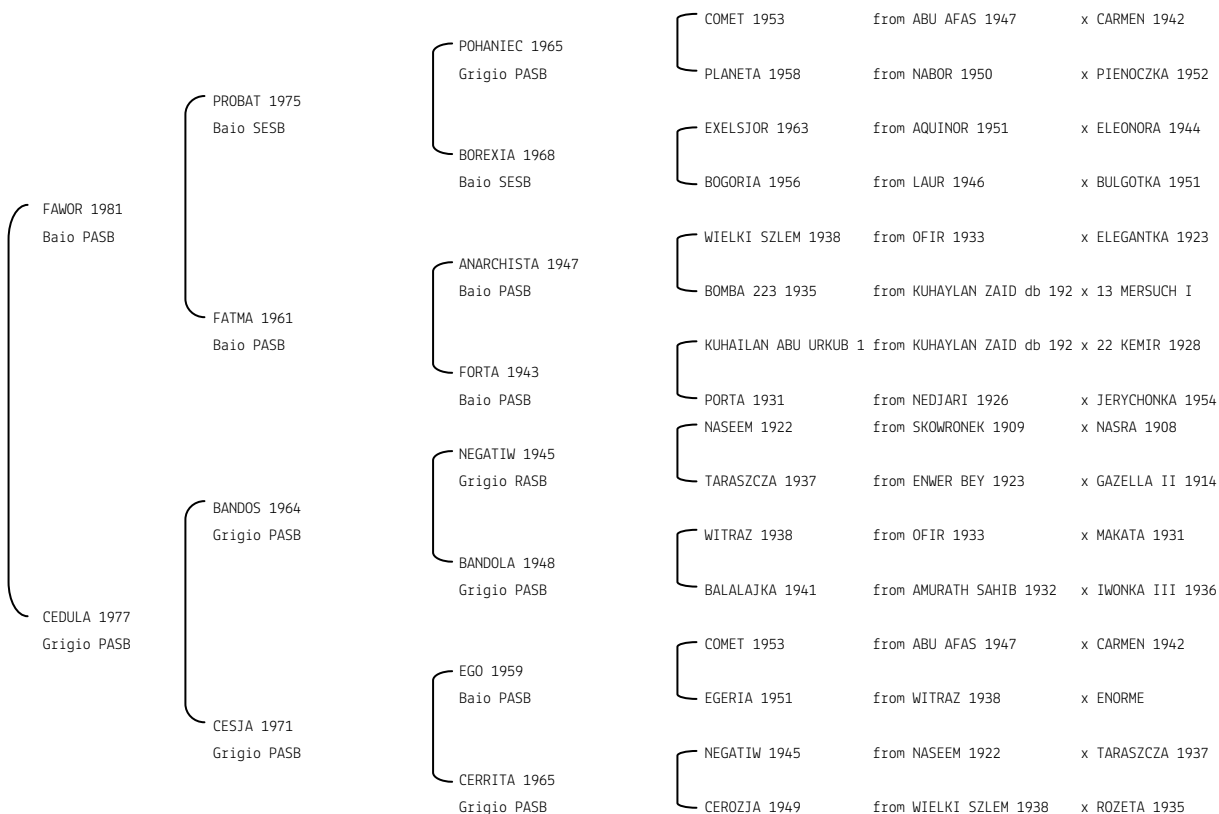 COMET 1953 from ABU AFAS 1947 x CARMEN 1942
POHANIEC 1965
Grigio PASB PLANETA 1958 from NABOR 1950 x PIENOCZKA 1952
PROBAT 1975
Baio SESB EXELSJOR 1963 from AQUINOR 1951 x ELEONORA 1944
BOREXIA 1968
Baio SESB BOGORIA 1956 from LAUR 1946 x BULGOTKA 1951
FAWOR 1981
Baio PASB WIELKI SZLEM 1938 from OFIR 1933 x ELEGANTKA 1923
ANARCHISTA 1947
Baio PASB BOMBA 223 1935 from KUHAYLAN ZAID db 192 x 13 MERSUCH I
FATMA 1961
Baio PASB KUHAILAN ABU URKUB 1 from KUHAYLAN ZAID db 192 x 22 KEMIR 1928
FORTA 1943
Baio PASB PORTA 1931 from NEDJARI 1926 x JERYCHONKA 1954
NASEEM 1922 from SKOWRONEK 1909 x NASRA 1908
NEGATIW 1945
Grigio RASB TARASZCZA 1937 from ENWER BEY 1923 x GAZELLA II 1914
BANDOS 1964
Grigio PASB WITRAZ 1938 from OFIR 1933 x MAKATA 1931
BANDOLA 1948
Grigio PASB BALALAJKA 1941 from AMURATH SAHIB 1932 x IWONKA III 1936
CEDULA 1977
Grigio PASB COMET 1953 from ABU AFAS 1947 x CARMEN 1942
EGO 1959
Baio PASB EGERIA 1951 from WITRAZ 1938 x ENORME
CESJA 1971
Grigio PASB NEGATIW 1945 from NASEEM 1922 x TARASZCZA 1937
CERRITA 1965
Grigio PASB CEROZJA 1949 from WIELKI SZLEM 1938 x ROZETA 1935